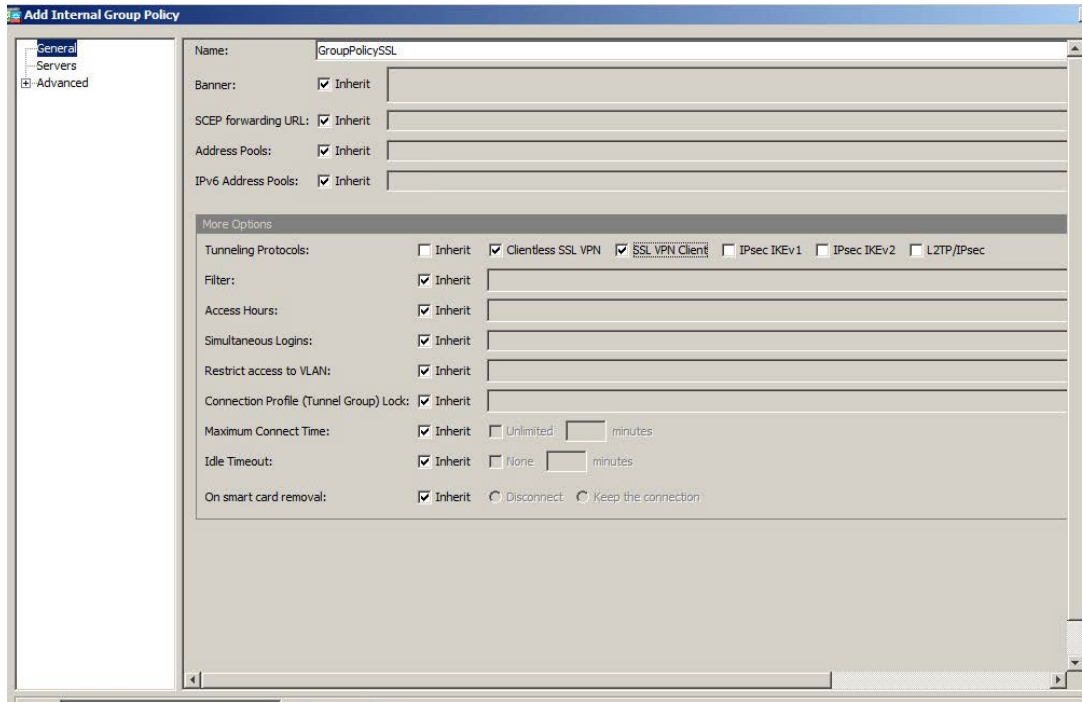 Add Internal Group Policy
General
Servers
Advanced
Name: GroupPolicySSL
Banner: Inherit
SCEP forwarding URL: Inherit
Address Pools: Inherit
IPv6 Address Pools: Inherit
More Options
Tunneling Protocols: Inherit Clientless SSL VPN SSL VPN Client IPsec IKEv1 IPsec IKEv2 L2TP/IPsec
Filter: Inherit
Access Hours: Inherit
Simultaneous Logins: Inherit
Restrict access to VLAN: Inherit
Connection Profile (Tunnel Group) Lock: Inherit
Maximum Connect Time: Inherit Unlimited minutes
Idle Timeout: Inherit None minutes
On smart card removal: Inherit Disconnect Keep the connection